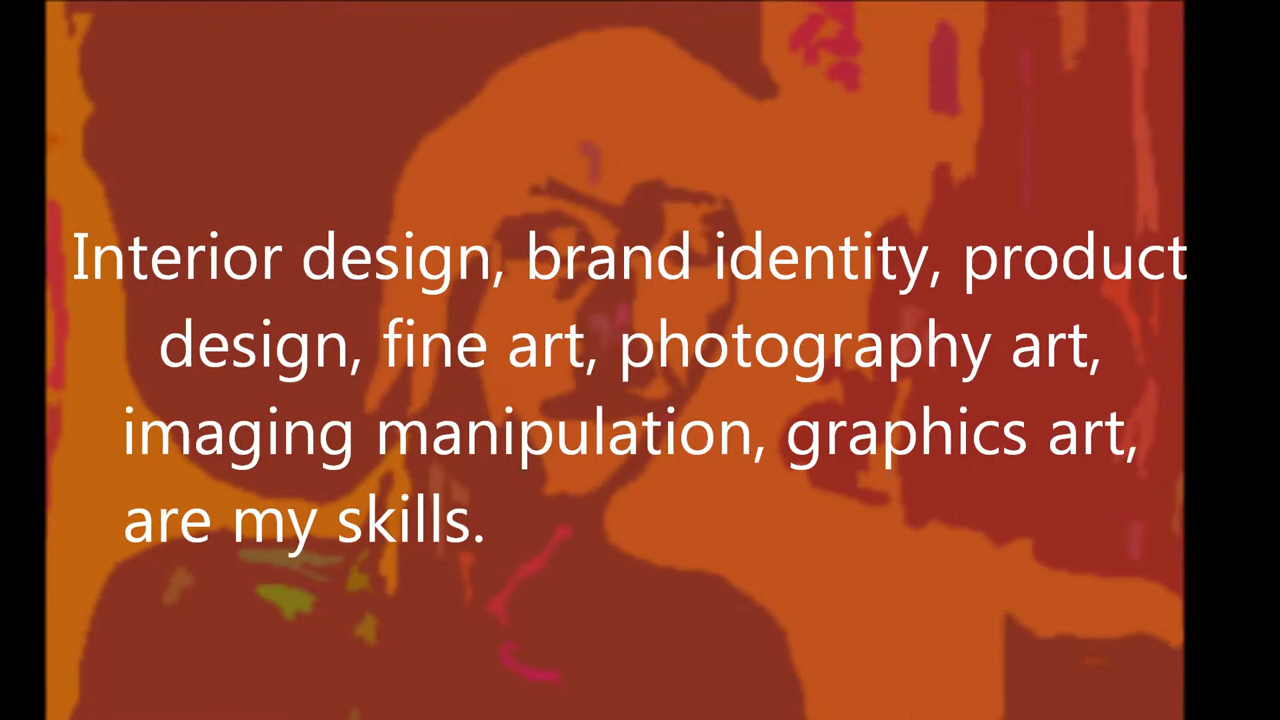 Interior design, brand identity, product
design, fine art, photography art,
imaging manipulation, graphics art,
are my skills.